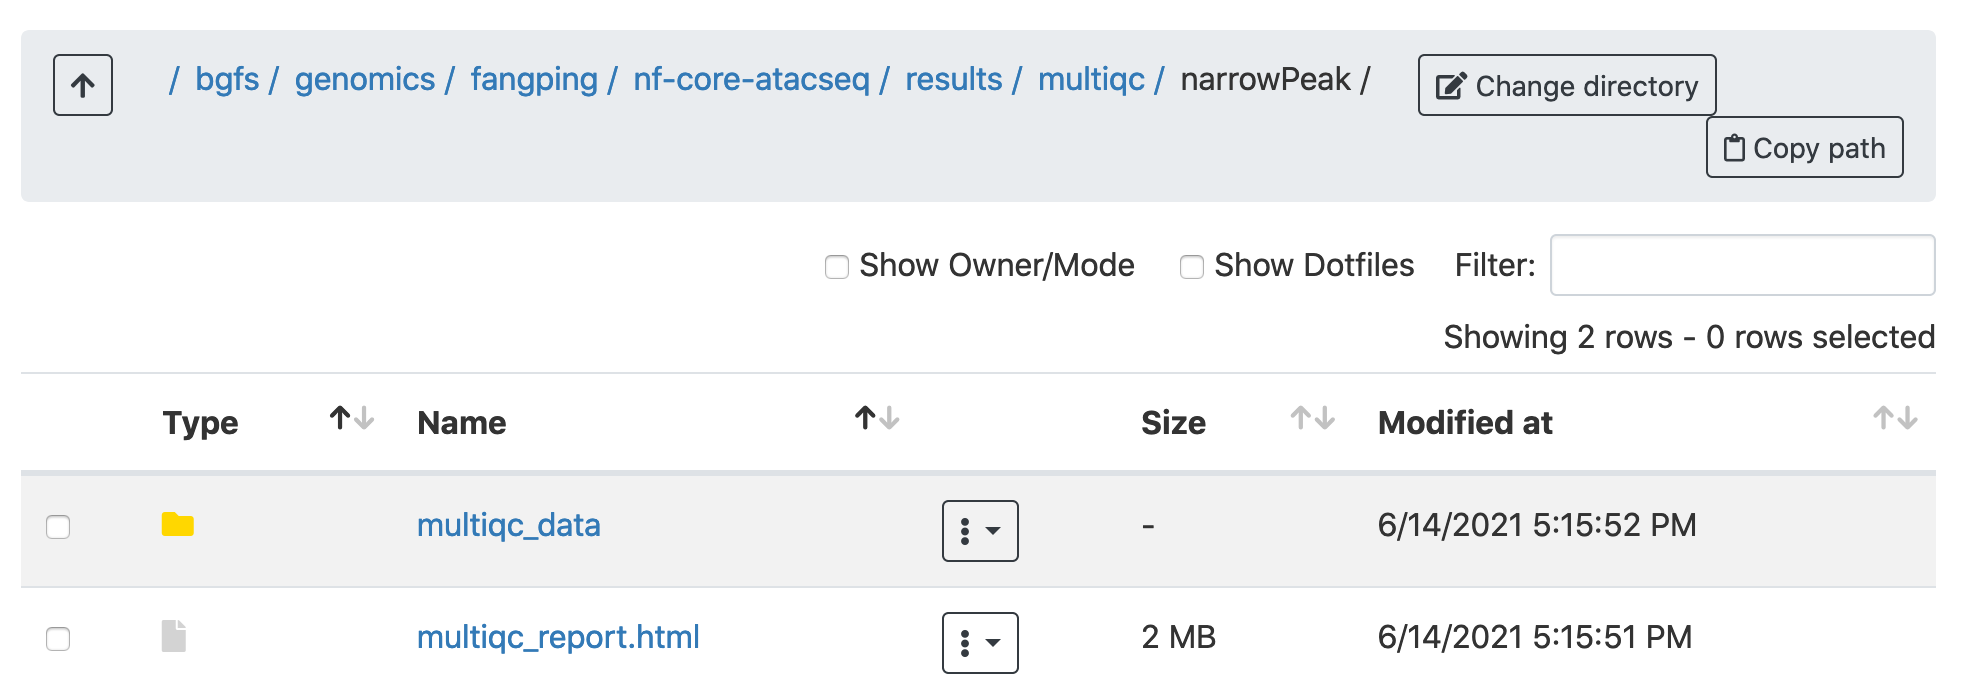 / bgfs / genomics / fangping / nf-core-atacseq / results / multiqc / narrowPeak /
Change directory
Copy path
Show Owner/Mode Show Dotfiles Filter:
Showing 2 rows - 0 rows selected
Type Name Size Modified at
multiqc_data - 6/14/2021 5:15:52 PM
multiqc_report.html 2 MB 6/14/2021 5:15:51 PM